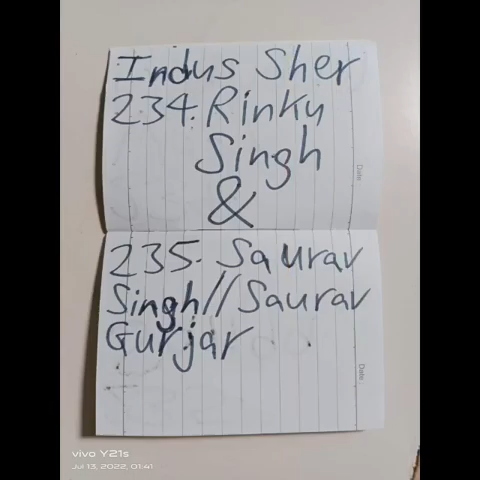 Indus Sher
234. Rinku
Singh
&
235. Saurav
Singh//Saurav
Gurjar
Date
Date
vivo Y21s
Jul 13, 2022, 01:41